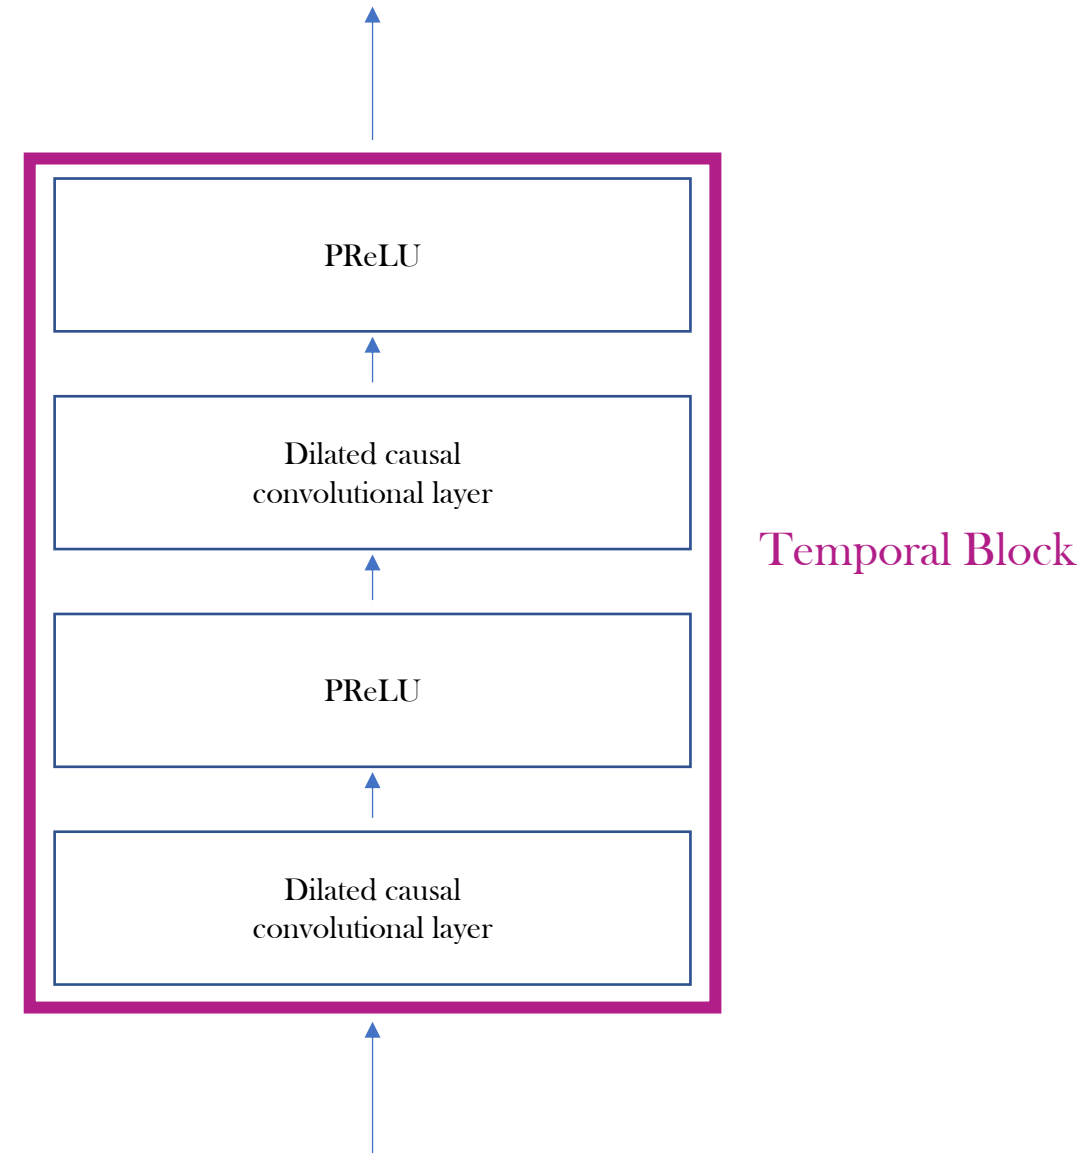 PReLU
Dilated causal
convolutional layer
Temporal Block
PReLU
Dilated causal
convolutional layer